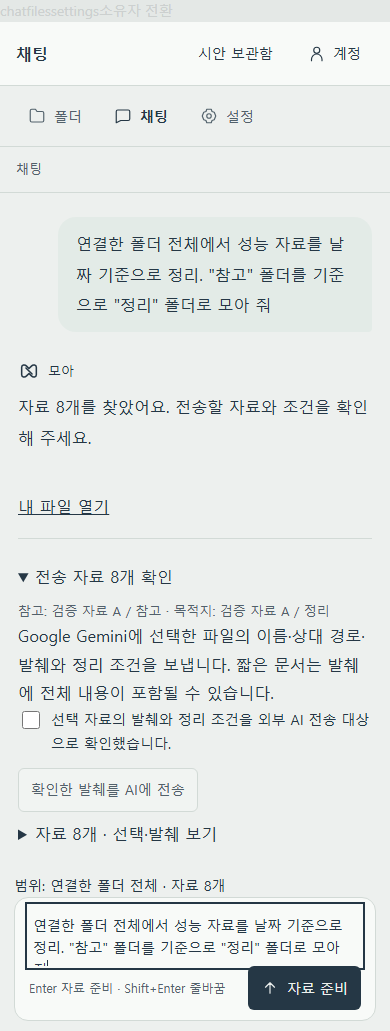 chatfilessettings소유자 전환
채팅
시안 보관함
계정
폴더
채팅
설정
채팅
연결한 폴더 전체에서 성능 자료를 날
짜 기준으로 정리. "참고" 폴더를 기준
으로 "정리" 폴더로 모아 줘
모아
자료 8개를 찾았어요. 전송할 자료와 조건을 확인
해 주세요.
내 파일 열기
▼ 전송 자료 8개 확인
참고: 검증 자료 A / 참고 · 목적지: 검증 자료 A / 정리
Google Gemini에 선택한 파일의 이름·상대 경로·
발췌와 정리 조건을 보냅니다. 짧은 문서는 발췌
에 전체 내용이 포함될 수 있습니다.
선택 자료의 발췌와 정리 조건을 외부 AI 전송 대상
으로 확인했습니다.
확인한 발췌를 AI에 전송
▶ 자료 8개 · 선택·발췌 보기
범위: 연결한 폴더 전체 · 자료 8개
연결한 폴더 전체에서 성능 자료를 날짜 기준으로
정리. "참고" 폴더를 기준으로 "정리" 폴더로 모아
Enter 자료 준비 · Shift+Enter 줄바꿈
자료 준비